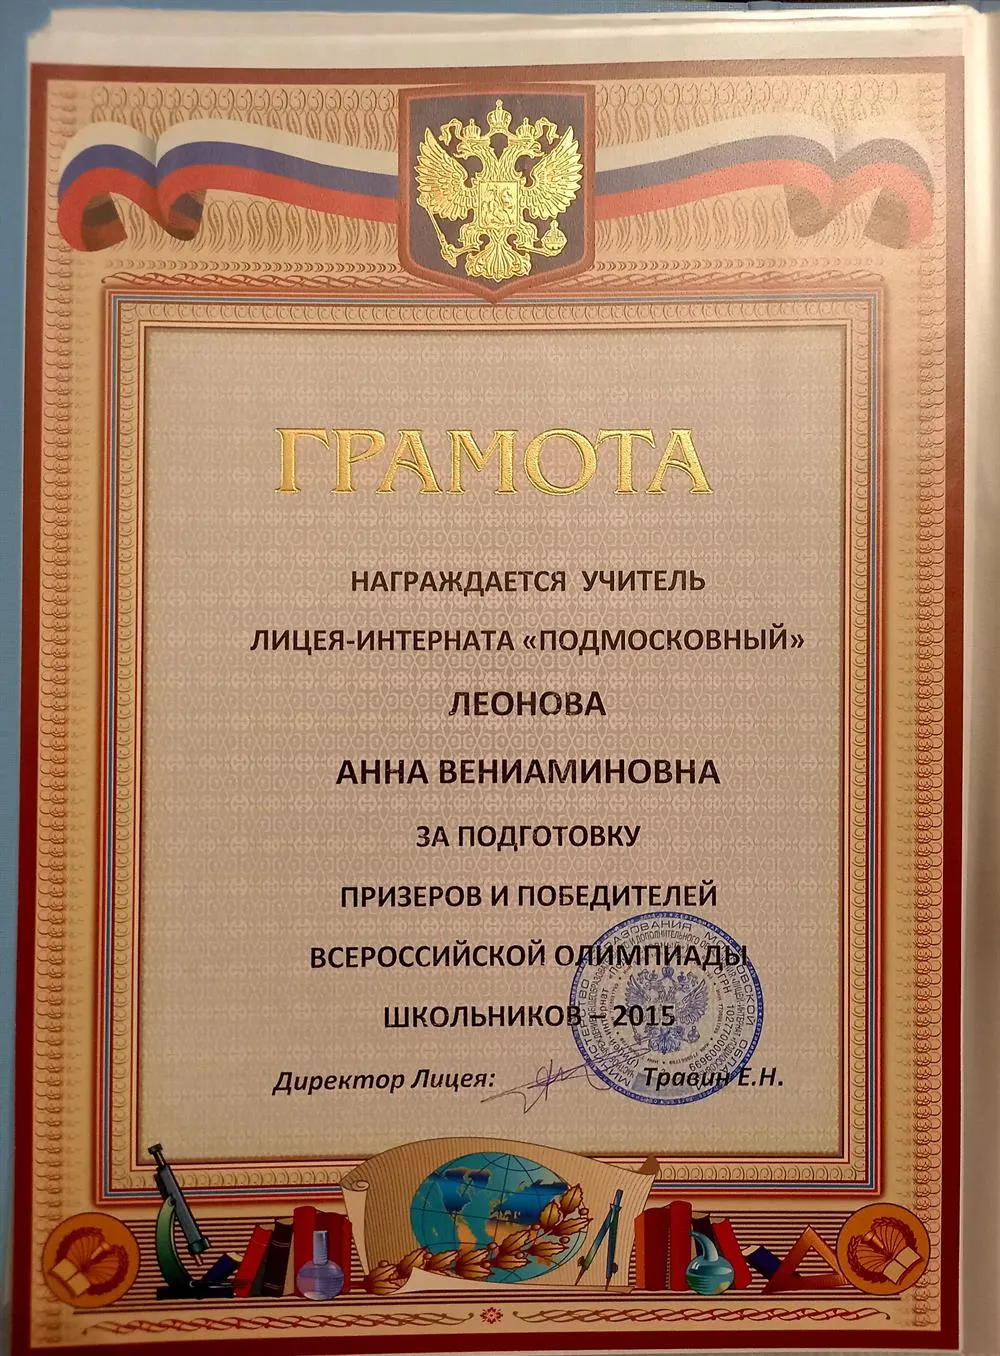 ГРАМОТА
НАГРАЖДАЕТСЯ УЧИТЕЛЬ
ЛИЦЕЯ-ИНТЕРНАТА «ПОДМОСКОВНЫЙ»
ЛЕОНОВА
АННА ВЕНИАМИНОВНА
ЗА ПОДГОТОВКУ
ПРИЗЕРОВ И ПОБЕДИТЕЛЕЙ
ВСЕРОССИЙСКОЙ ОЛИМПИАДЫ
ШКОЛЬНИКОВ – 2015
Директор Лицея: Травин Е.Н.